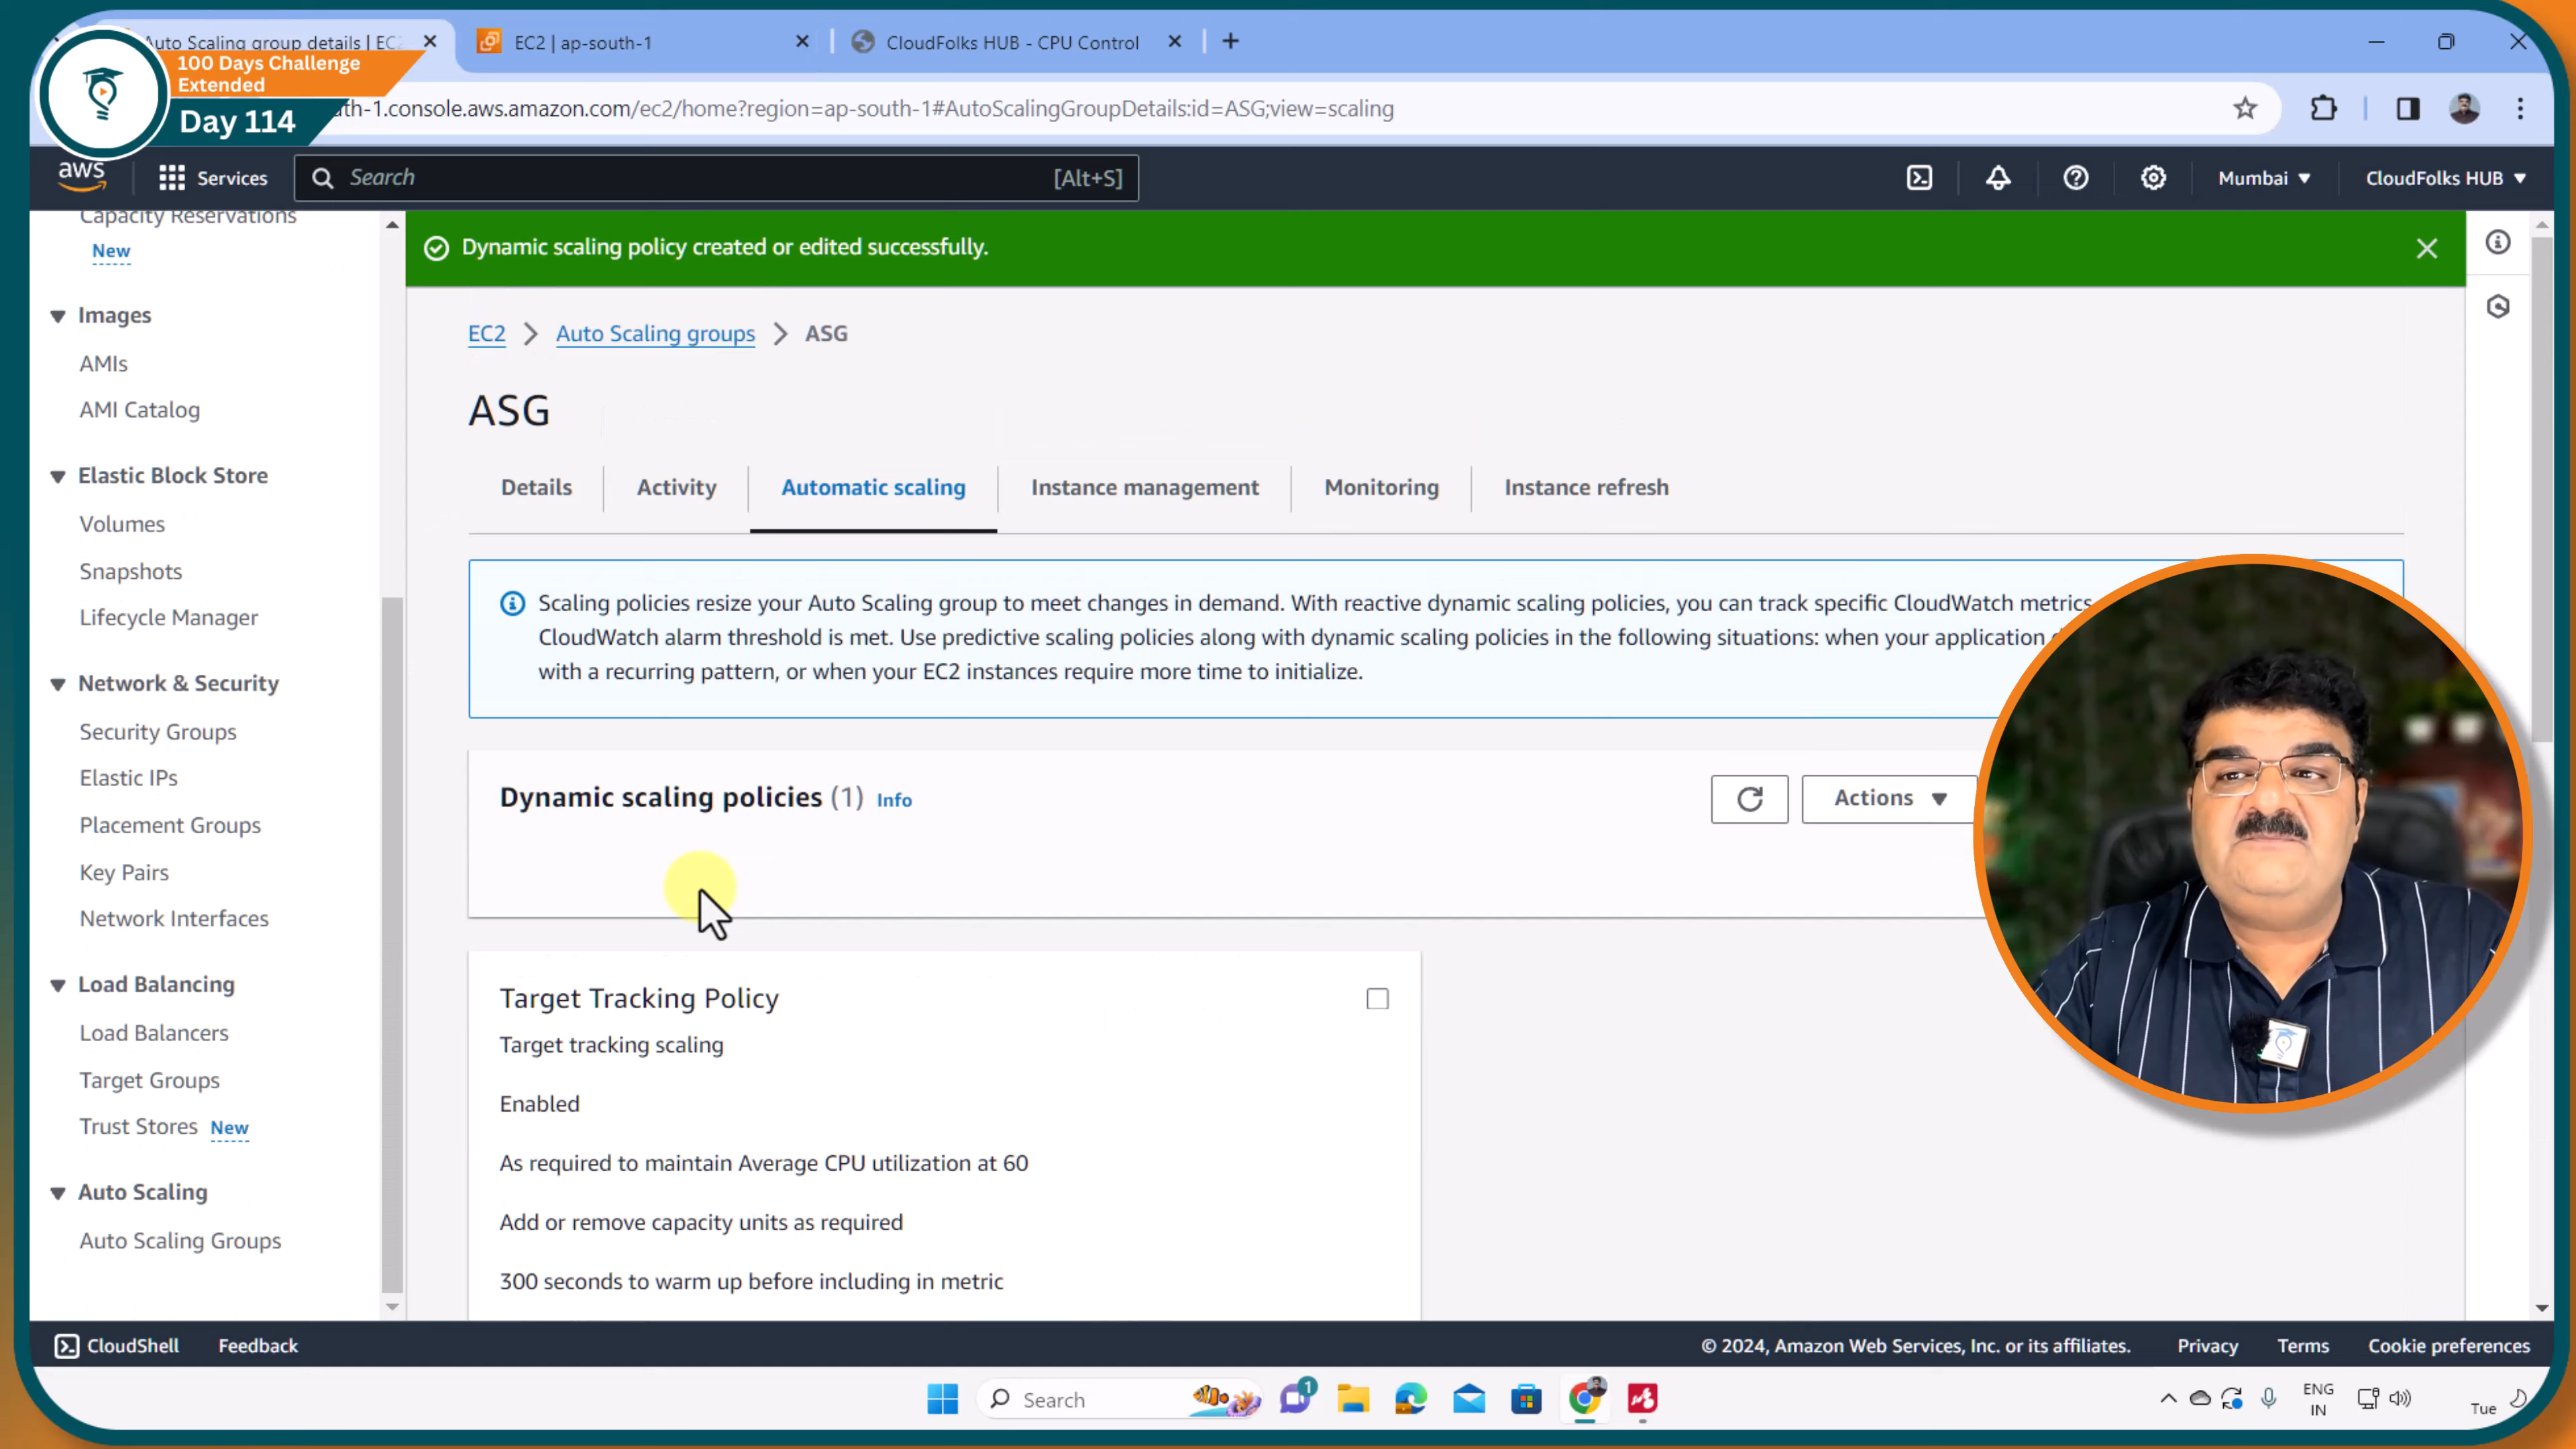 Auto Scaling group details | EC
EC2 | ap-south-1
CloudFolks HUB - CPU Control
100 Days Challenge
Extended
Day 114
uth-1.console.aws.amazon.com/ec2/home?region=ap-south-1#AutoScalingGroupDetails:id=ASG;view=scaling
aws
Services
Search
[Alt+S]
Mumbai
CloudFolks HUB
Capacity Reservations
New
Images
AMIs
AMI Catalog
Elastic Block Store
Volumes
Snapshots
Lifecycle Manager
Network & Security
Security Groups
Elastic IPs
Placement Groups
Key Pairs
Network Interfaces
Load Balancing
Load Balancers
Target Groups
Trust Stores New
Auto Scaling
Auto Scaling Groups
Dynamic scaling policy created or edited successfully.
EC2 > Auto Scaling groups > ASG
ASG
Details
Activity
Automatic scaling
Instance management
Monitoring
Instance refresh
Scaling policies resize your Auto Scaling group to meet changes in demand. With reactive dynamic scaling policies, you can track specific CloudWatch metrics
CloudWatch alarm threshold is met. Use predictive scaling policies along with dynamic scaling policies in the following situations: when your application
with a recurring pattern, or when your EC2 instances require more time to initialize.
Dynamic scaling policies (1) Info
Actions
Target Tracking Policy
Target tracking scaling
Enabled
As required to maintain Average CPU utilization at 60
Add or remove capacity units as required
300 seconds to warm up before including in metric
CloudShell
Feedback
© 2024, Amazon Web Services, Inc. or its affiliates.
Privacy
Terms
Cookie preferences
Search
1
ENG
IN
Tue